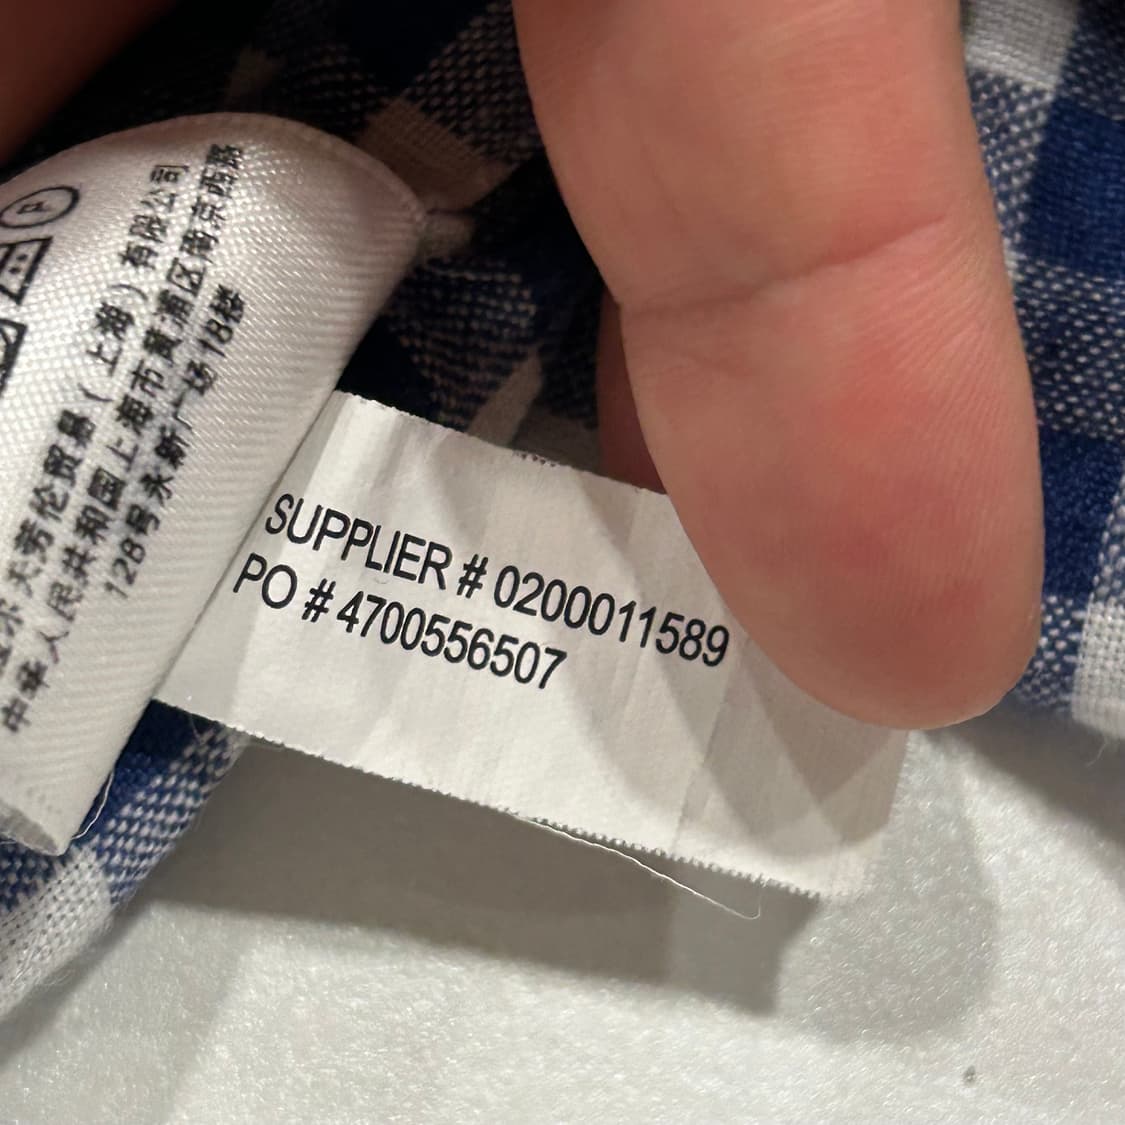 尔夫劳伦贸易（上海）有限公司
中华人民共和国上海市黄浦区南京西路
128号永新广场18楼
SUPPLIER # 0200011589
PO # 4700556507